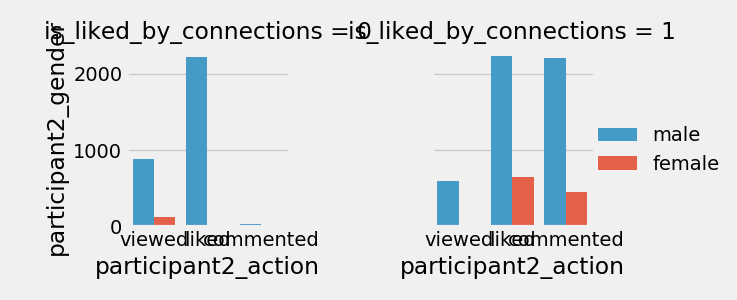 is_liked_by_connections = 0
is_liked_by_connections = 1
participant2_gender
2000
1000
0
viewed
liked
commented
viewed
liked
commented
participant2_action
participant2_action
male
female